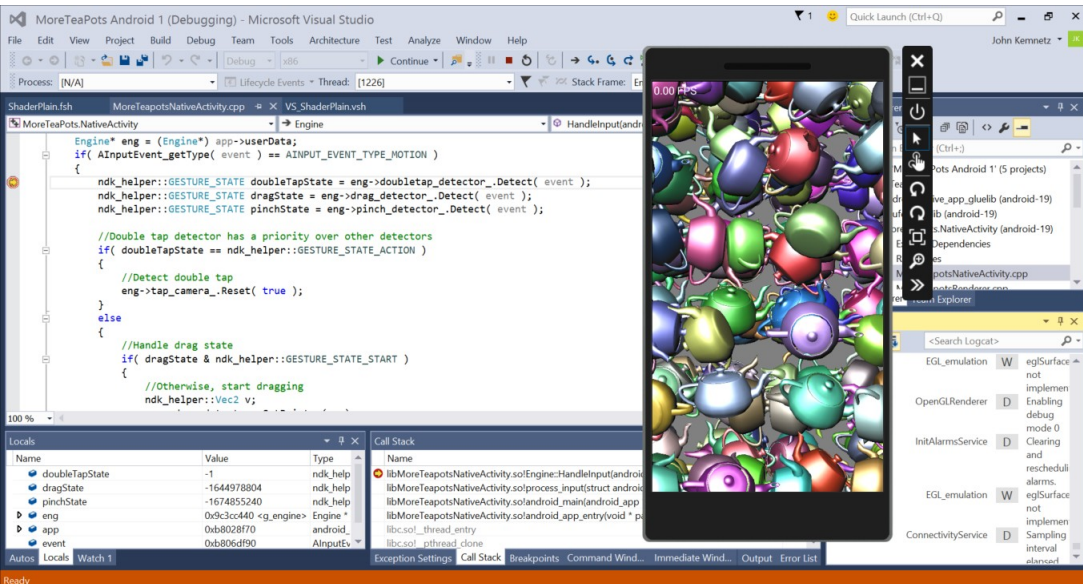 MoreTeaPots Android 1 (Debugging) - Microsoft Visual Studio
1
Quick Launch (Ctrl+Q)
File Edit View Project Build Debug Team Tools Architecture Test Analyze Window Help
John Kemnetz
JK
Debug x86 Continue
Process: [N/A] Lifecycle Events Thread: [1226] Stack Frame:
ShaderPlain.fsh MoreTeapotsNativeActivity.cpp VS_ShaderPlain.vsh
MoreTeaPots.NativeActivity Engine HandleInput(andr
Engine* eng = (Engine*) app->userData;
if( AInputEvent_getType( event ) == AINPUT_EVENT_TYPE_MOTION )
{
ndk_helper::GESTURE_STATE doubleTapState = eng->doubletap_detector_.Detect( event );
ndk_helper::GESTURE_STATE dragState = eng->drag_detector_.Detect( event );
ndk_helper::GESTURE_STATE pinchState = eng->pinch_detector_.Detect( event );
//Double tap detector has a priority over other detectors
if( doubleTapState == ndk_helper::GESTURE_STATE_ACTION )
{
//Detect double tap
eng->tap_camera_.Reset( true );
}
else
{
//Handle drag state
if( dragState & ndk_helper::GESTURE_STATE_START )
{
//Otherwise, start dragging
ndk_helper::Vec2 v;
100 %
0.00 FPS
(Ctrl+;)
Pots Android 1' (5 projects)
ive_app_gluelib (android-19)
ib (android-19)
s.NativeActivity (android-19)
Dependencies
potsNativeActivity.cpp
potsRenderer.cpp
Team Explorer
Locals
Name Value Type
doubleTapState -1 ndk_help
dragState -1644978804 ndk_help
pinchState -1674855240 ndk_help
eng 0x9c3cc440 <g_engine> Engine *
app 0xb8028f70 android_
event 0xb806df90 AInputEv
Autos Locals Watch 1
Call Stack
Name
libMoreTeapotsNativeActivity.so!Engine::HandleInput(androi
libMoreTeapotsNativeActivity.so!process_input(struct androi
libMoreTeapotsNativeActivity.so!android_main(android_app
libMoreTeapotsNativeActivity.so!android_app_entry(void * pa
libc.so!__thread_entry
libc.so!_pthread_clone
Exception Settings Call Stack Breakpoints Command Wind... Immediate Wind... Output Error List
<Search Logcat>
EGL_emulation W eglSurface
not
implemen
OpenGLRenderer D Enabling
debug
mode 0
InitAlarmsService D Clearing
and
rescheduli
alarms.
EGL_emulation W eglSurface
not
implemen
ConnectivityService D Sampling
interval
elapsed
Ready